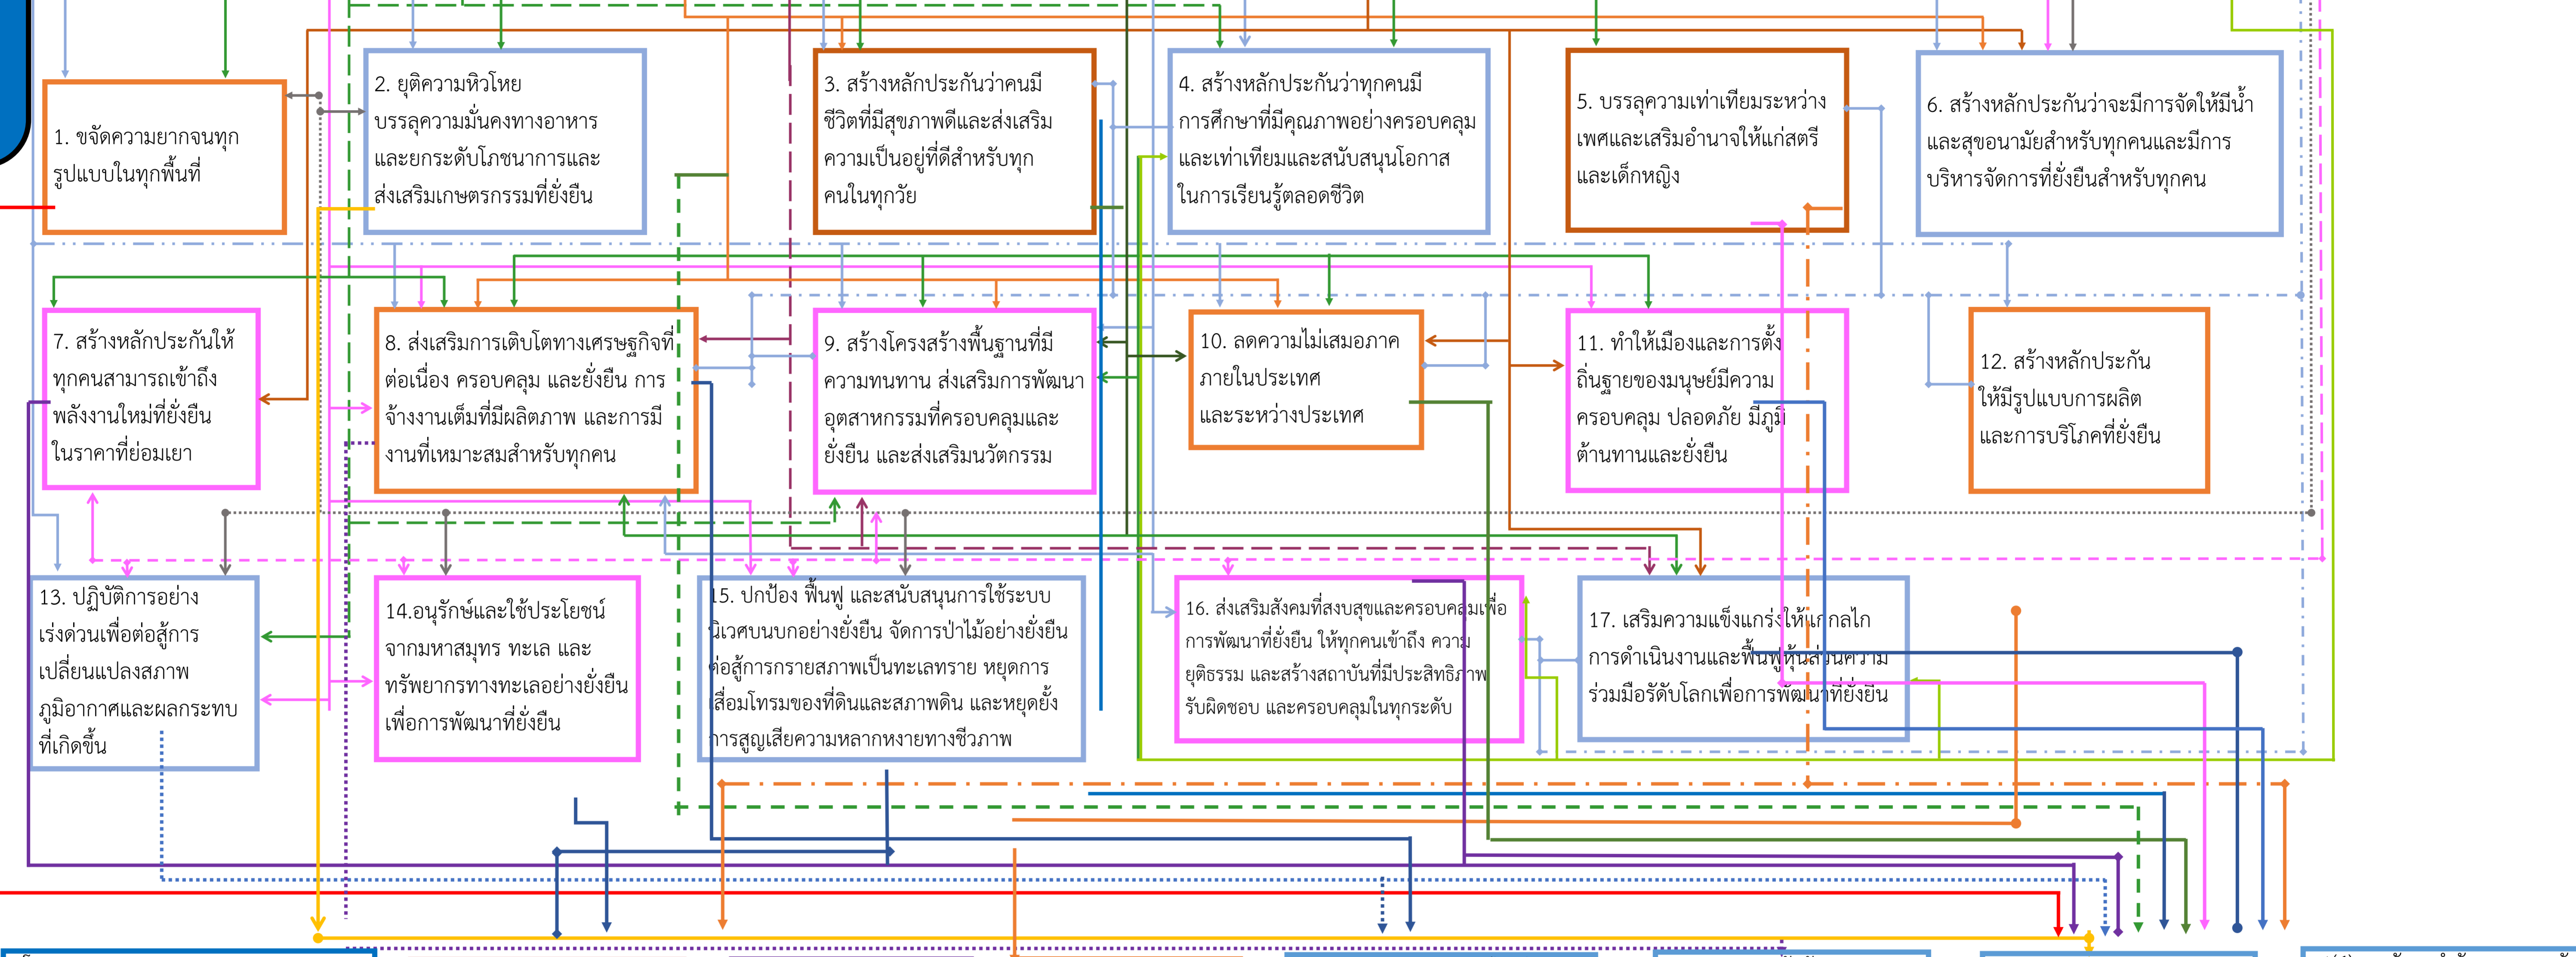 1. ขจัดความยากจนทุก
รูปแบบในทุกพื้นที่
2. ยุติความหิวโหย
บรรลุความมั่นคงทางอาหาร
และยกระดับโภชนาการและ
ส่งเสริมเกษตรกรรมที่ยั่งยืน
3. สร้างหลักประกันว่าคนมี
ชีวิตที่มีสุขภาพดีและส่งเสริม
ความเป็นอยู่ที่ดีสำหรับทุก
คนในทุกวัย
4. สร้างหลักประกันว่าทุกคนมี
การศึกษาที่มีคุณภาพอย่างครอบคลุม
และเท่าเทียมและสนับสนุนโอกาส
ในการเรียนรู้ตลอดชีวิต
5. บรรลุความเท่าเทียมระหว่าง
เพศและเสริมอำนาจให้แก่สตรี
และเด็กหญิง
6. สร้างหลักประกันว่าจะมีการจัดให้มีน้ำ
และสุขอนามัยสำหรับทุกคนและมีการ
บริหารจัดการที่ยั่งยืนสำหรับทุกคน
7. สร้างหลักประกันให้
ทุกคนสามารถเข้าถึง
พลังงานใหม่ที่ยั่งยืน
ในราคาที่ย่อมเยา
8. ส่งเสริมการเติบโตทางเศรษฐกิจที่
ต่อเนื่อง ครอบคลุม และยั่งยืน การ
จ้างงานเต็มที่มีผลิตภาพ และการมี
งานที่เหมาะสมสำหรับทุกคน
9. สร้างโครงสร้างพื้นฐานที่มี
ความทนทาน ส่งเสริมการพัฒนา
อุตสาหกรรมที่ครอบคลุมและ
ยั่งยืน และส่งเสริมนวัตกรรม
10. ลดความไม่เสมอภาค
ภายในประเทศ
และระหว่างประเทศ
11. ทำให้เมืองและการตั้ง
ถิ่นฐายของมนุษย์มีความ
ครอบคลุม ปลอดภัย มีภูมิ
ต้านทานและยั่งยืน
12. สร้างหลักประกัน
ให้มีรูปแบบการผลิต
และการบริโภคที่ยั่งยืน
13. ปฏิบัติการอย่าง
เร่งด่วนเพื่อต่อสู้การ
เปลี่ยนแปลงสภาพ
ภูมิอากาศและผลกระทบ
ที่เกิดขึ้น
14.อนุรักษ์และใช้ประโยชน์
จากมหาสมุทร ทะเล และ
ทรัพยากรทางทะเลอย่างยั่งยืน
เพื่อการพัฒนาที่ยั่งยืน
15. ปกป้อง ฟื้นฟู และสนับสนุนการใช้ระบบ
นิเวศบนบกอย่างยั่งยืน จัดการป่าไม้อย่างยั่งยืน
ต่อสู้การกรายสภาพเป็นทะเลทราย หยุดการ
เสื่อมโทรมของที่ดินและสภาพดิน และหยุดยั้ง
การสูญเสียความหลากหงายทางชีวภาพ
16. ส่งเสริมสังคมที่สงบสุขและครอบคลุมเพื่อ
การพัฒนาที่ยั่งยืน ให้ทุกคนเข้าถึง ความ
ยุติธรรม และสร้างสถาบันที่มีประสิทธิภาพ
รับผิดชอบ และครอบคลุมในทุกระดับ
17. เสริมความแข็งแกร่งให้แก่กลไก
การดำเนินงานและฟื้นฟูหุ้นส่วนความ
ร่วมมือรัดับโลกเพื่อการพัฒนาที่ยั่งยืน